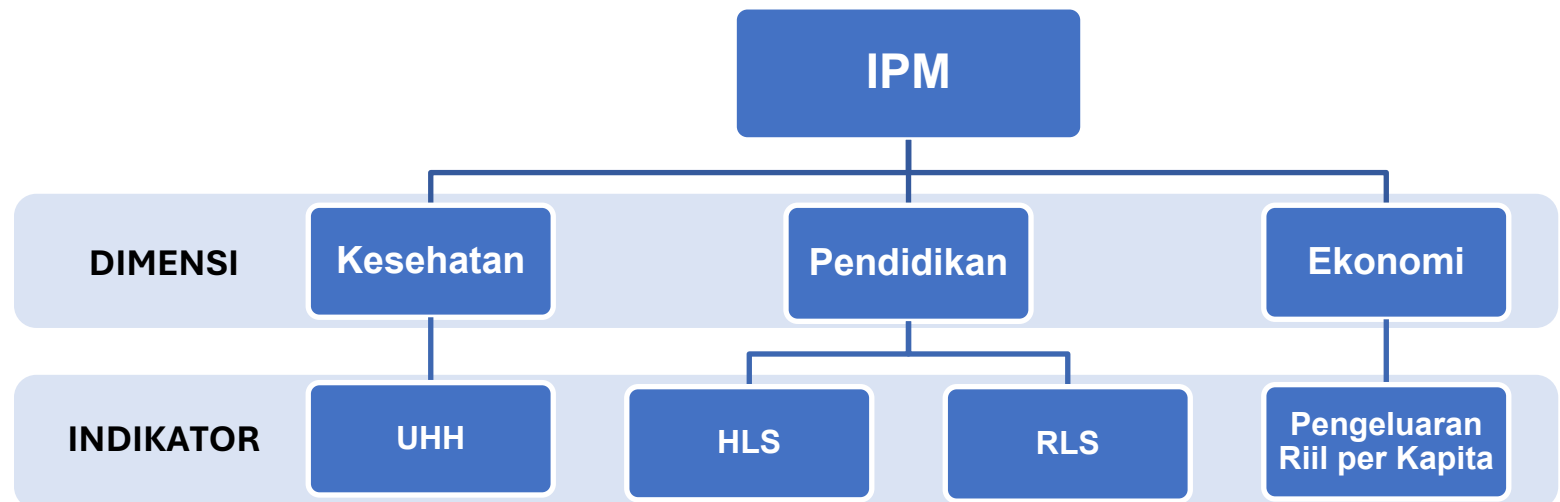 IPM
DIMENSI
Kesehatan
Pendidikan
Ekonomi
INDIKATOR
UHH
HLS
RLS
Pengeluaran
Riil per Kapita